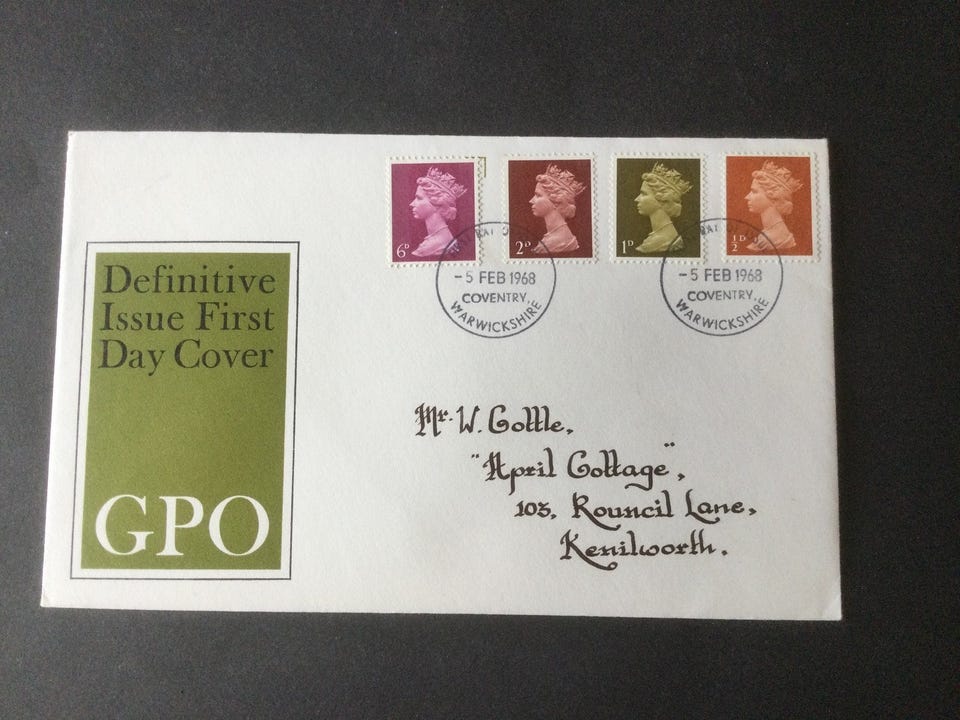 6D
2D
1D
½D
-5 FEB 1968
COVENTRY,
WARWICKSHIRE
-5 FEB 1968
COVENTRY,
WARWICKSHIRE
Definitive
Issue First
Day Cover
GPO
Mr. W. Cottle,
"April Cottage",
103, Rouncil Lane,
Kenilworth.